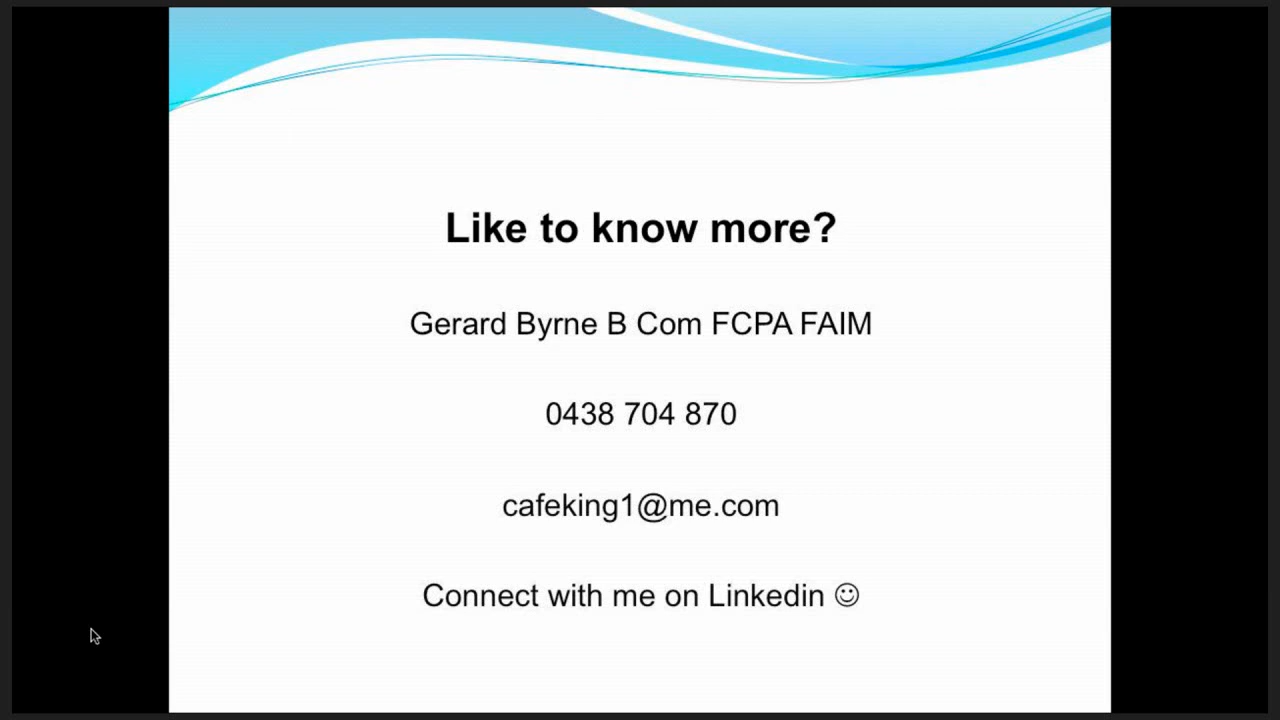 Like to know more?
Gerard Byrne B Com FCPA FAIM
0438 704 870
cafeking1@me.com
Connect with me on Linkedin ☺